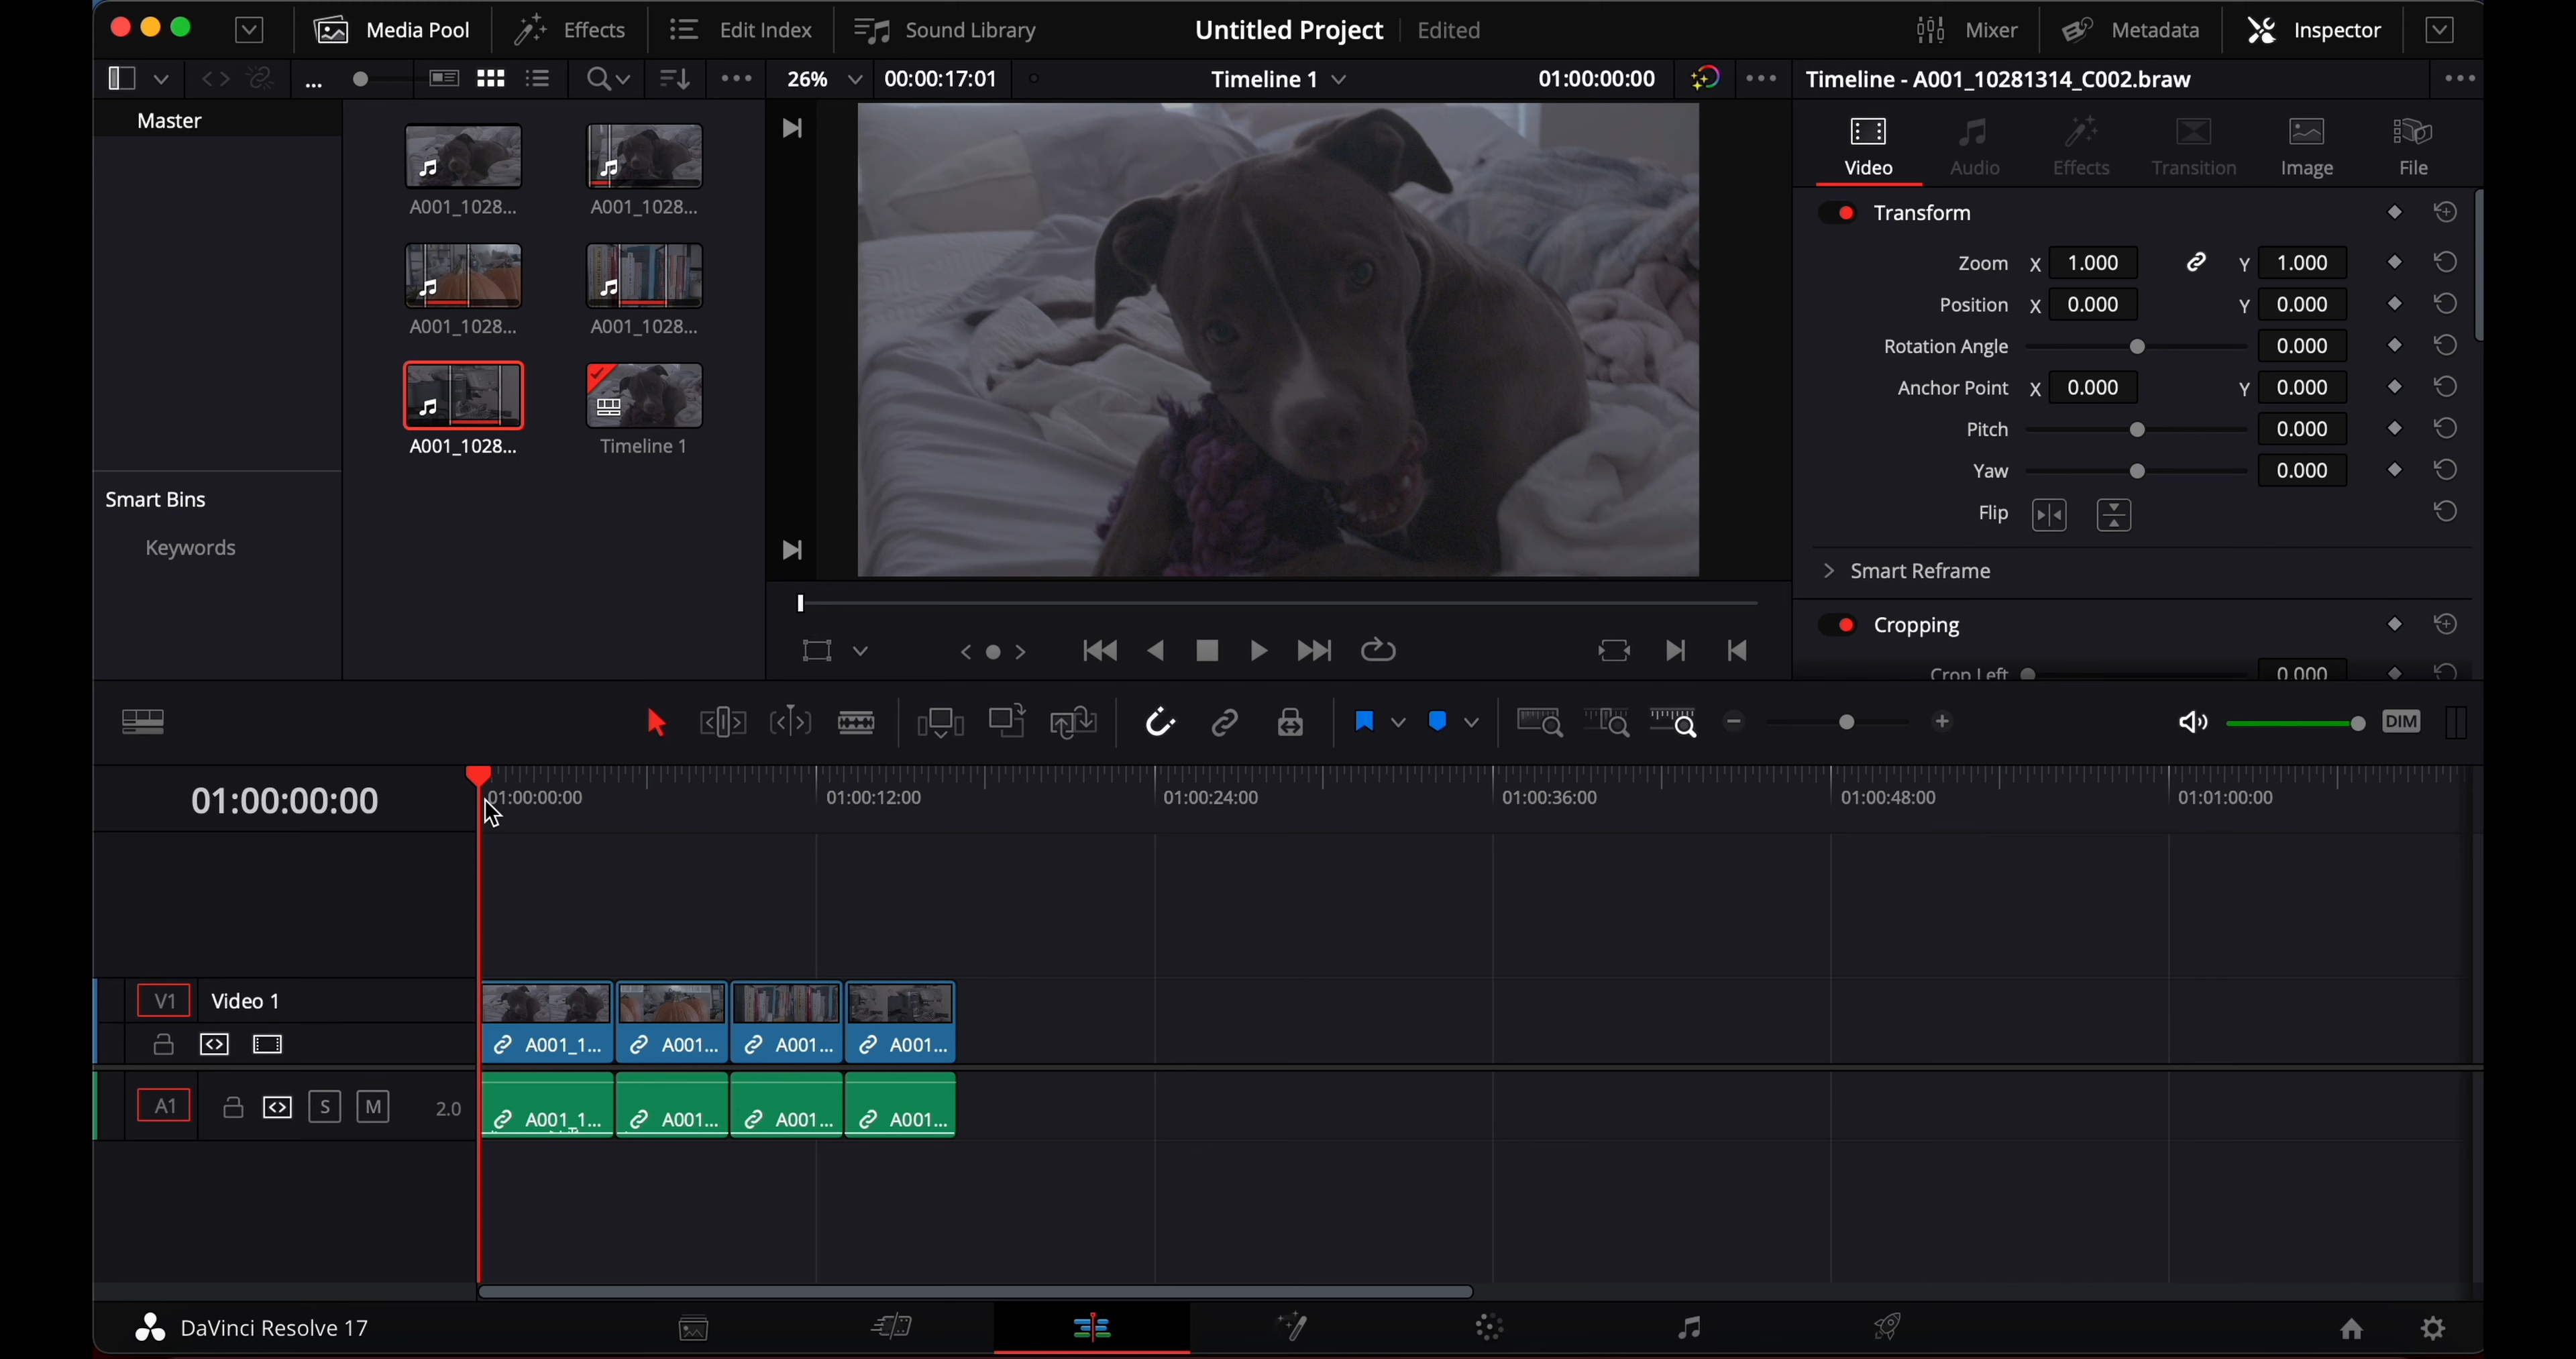 Media Pool Effects Edit Index Sound Library Untitled Project Edited Mixer Metadata Inspector
... 26% 00:00:17:01 Timeline 1 01:00:00:00 Timeline - A001_10281314_C002.braw
Master
A001_1028... A001_1028...
A001_1028... A001_1028...
A001_1028... Timeline 1
Smart Bins
Keywords
Video Audio Effects Transition Image File
Transform
Zoom X 1.000 Y 1.000
Position X 0.000 Y 0.000
Rotation Angle 0.000
Anchor Point X 0.000 Y 0.000
Pitch 0.000
Yaw 0.000
Flip
Smart Reframe
Cropping
Crop Left 0.000
DIM
01:00:00:00 01:00:00:00 01:00:12:00 01:00:24:00 01:00:36:00 01:00:48:00 01:01:00:00
V1 Video 1
A001_1... A001... A001... A001...
A1 S M 2.0 A001_1... A001... A001... A001...
DaVinci Resolve 17